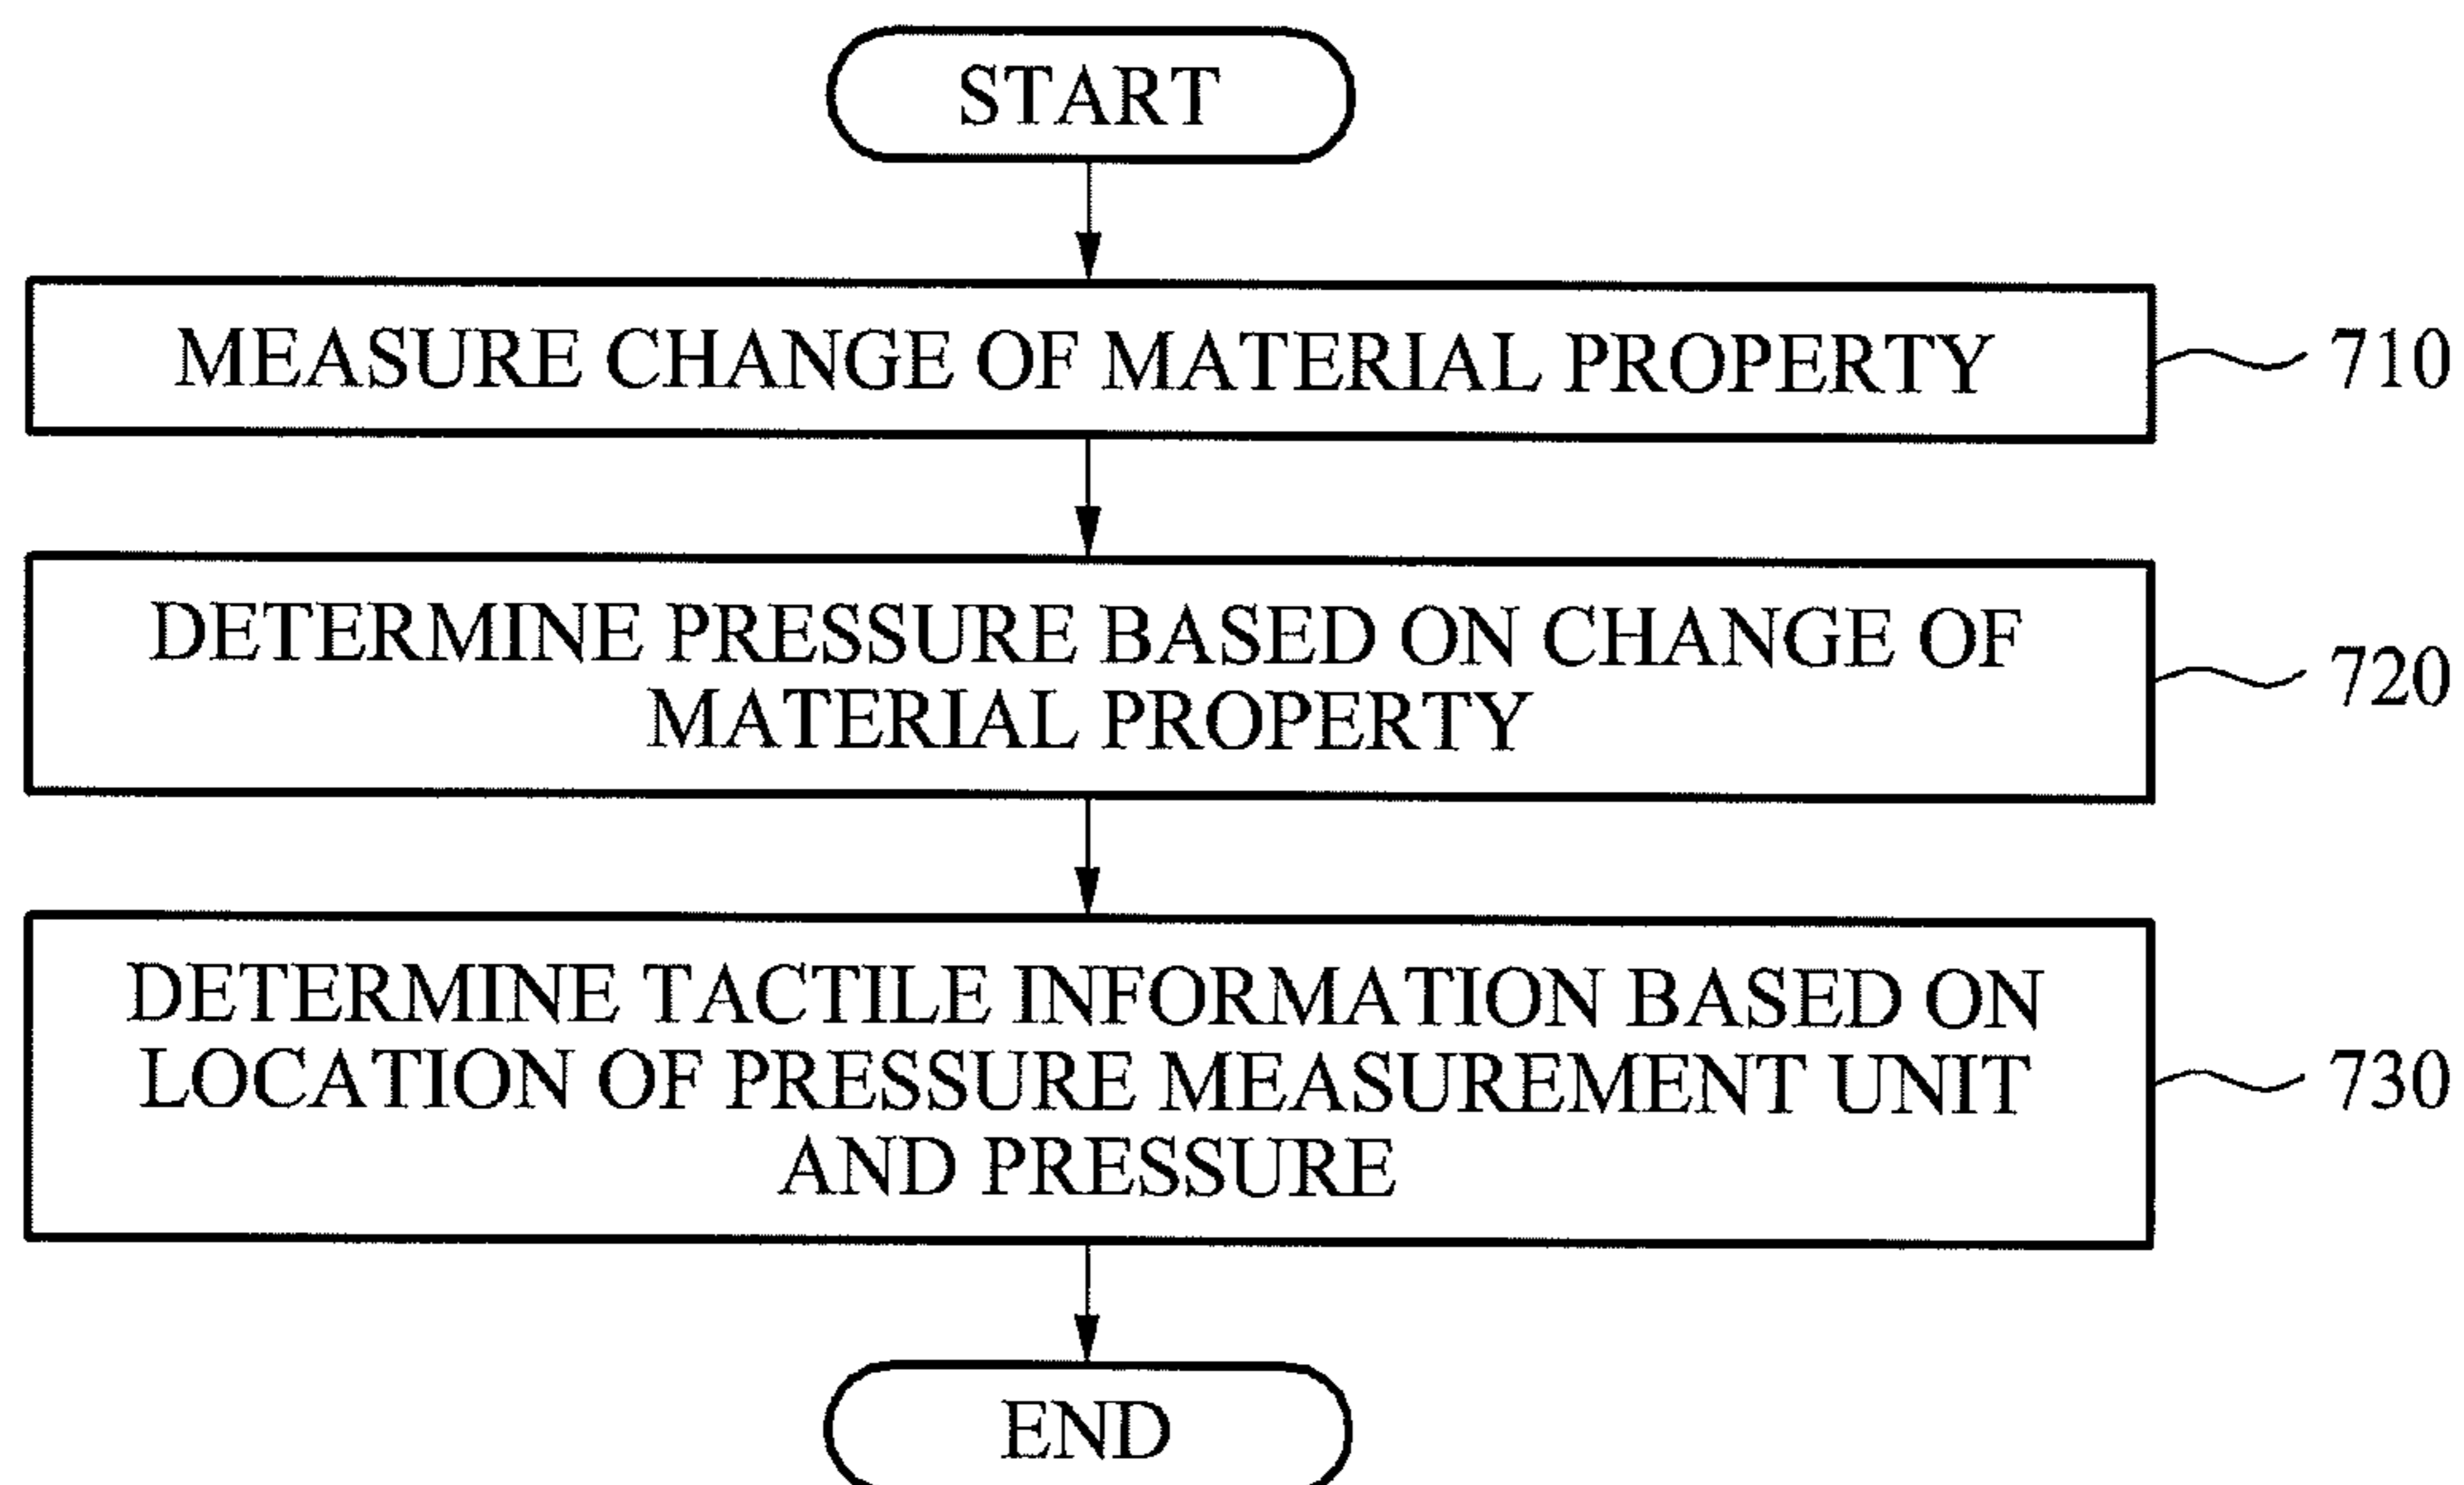 START
MEASURE CHANGE OF MATERIAL PROPERTY
710
DETERMINE PRESSURE BASED ON CHANGE OF
MATERIAL PROPERTY
720
DETERMINE TACTILE INFORMATION BASED ON
LOCATION OF PRESSURE MEASUREMENT UNIT
AND PRESSURE
730
END